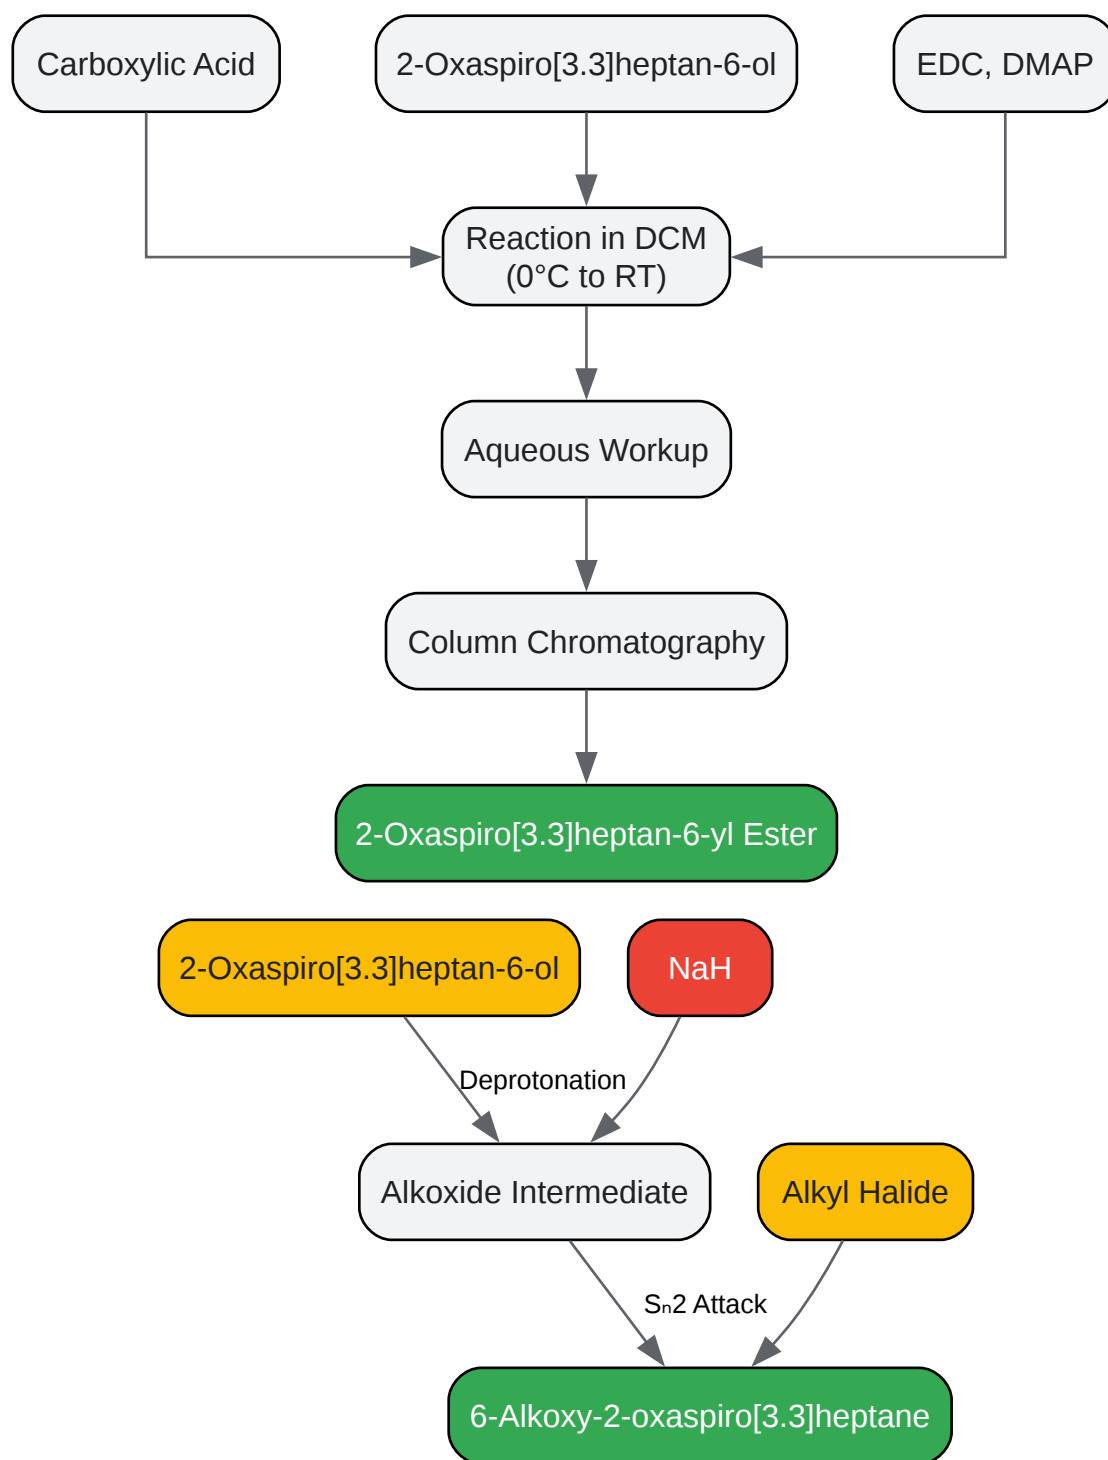 Carboxylic Acid
2-Oxaspiro[3.3]heptan-6-ol
EDC, DMAP
Reaction in DCM
(0°C to RT)
Aqueous Workup
Column Chromatography
2-Oxaspiro[3.3]heptan-6-yl Ester
2-Oxaspiro[3.3]heptan-6-ol
NaH
Deprotonation
Alkoxide Intermediate
Alkyl Halide
Sₙ2 Attack
6-Alkoxy-2-oxaspiro[3.3]heptane